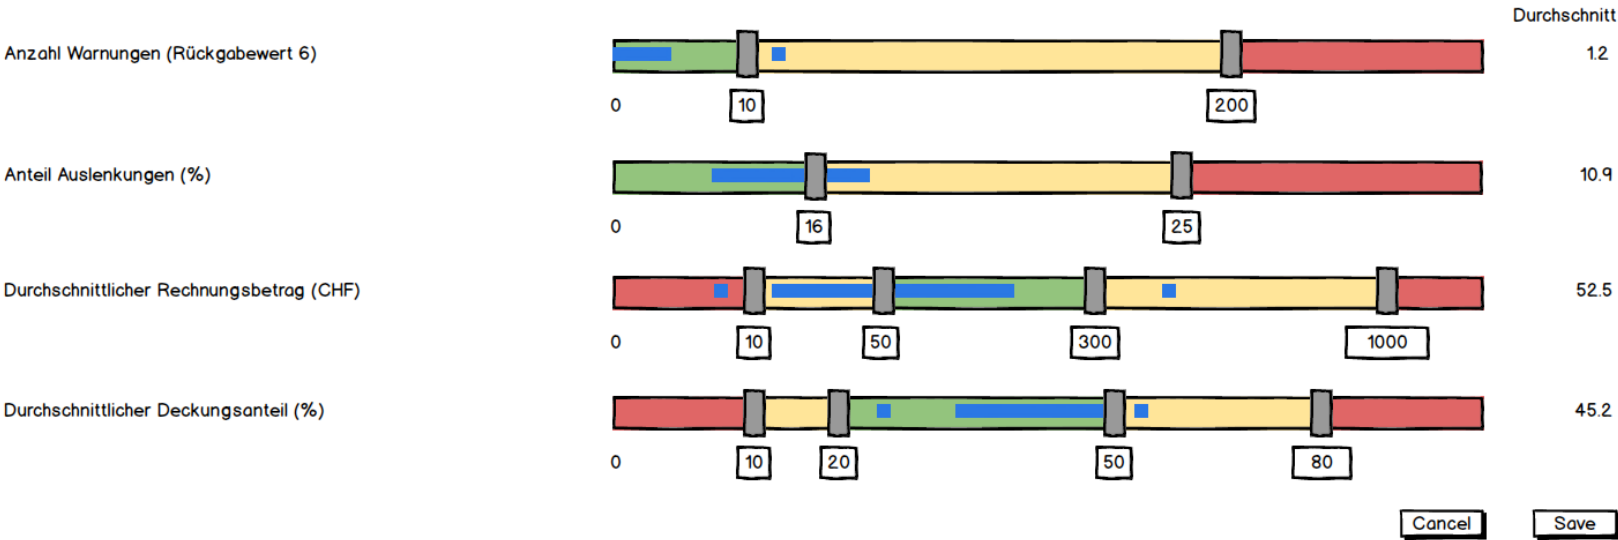 Durchschnitt
Anzahl Warnungen (Rückgabewert 6) 1.2
0 10 200
Anteil Auslenkungen (%) 10.9
0 16 25
Durchschnittlicher Rechnungsbetrag (CHF) 52.5
0 10 50 300 1000
Durchschnittlicher Deckungsanteil (%) 45.2
0 10 20 50 80
Cancel Save